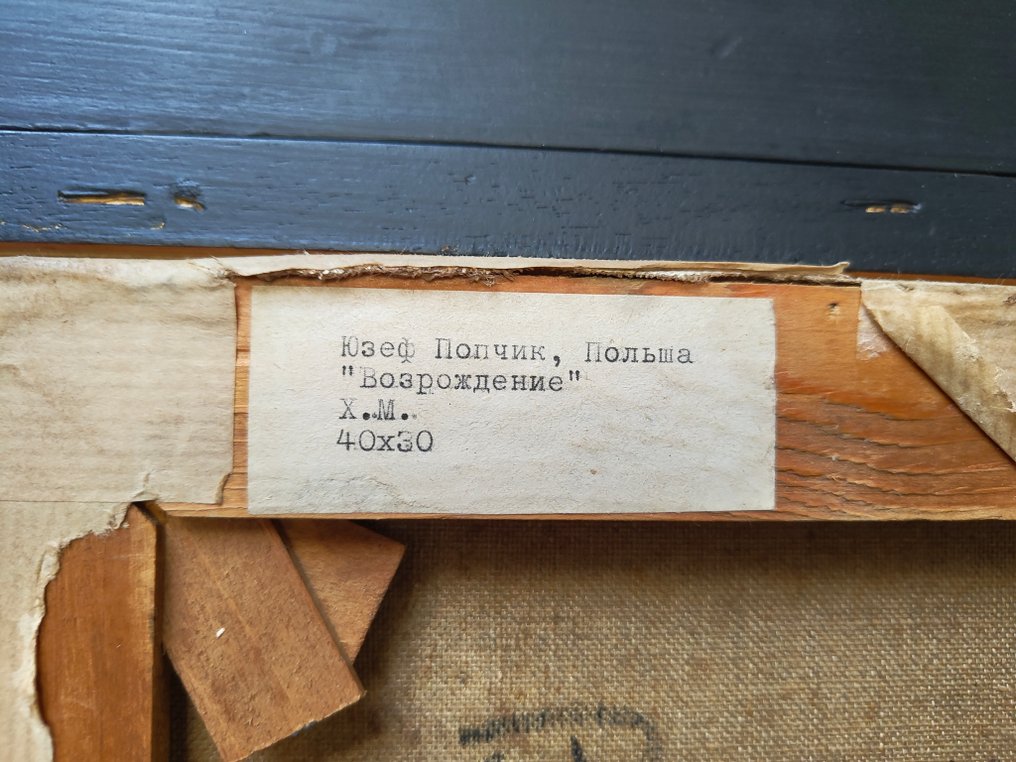 Юзеф Попчик, Польша
"Возрождение"
Х.М.
40х30